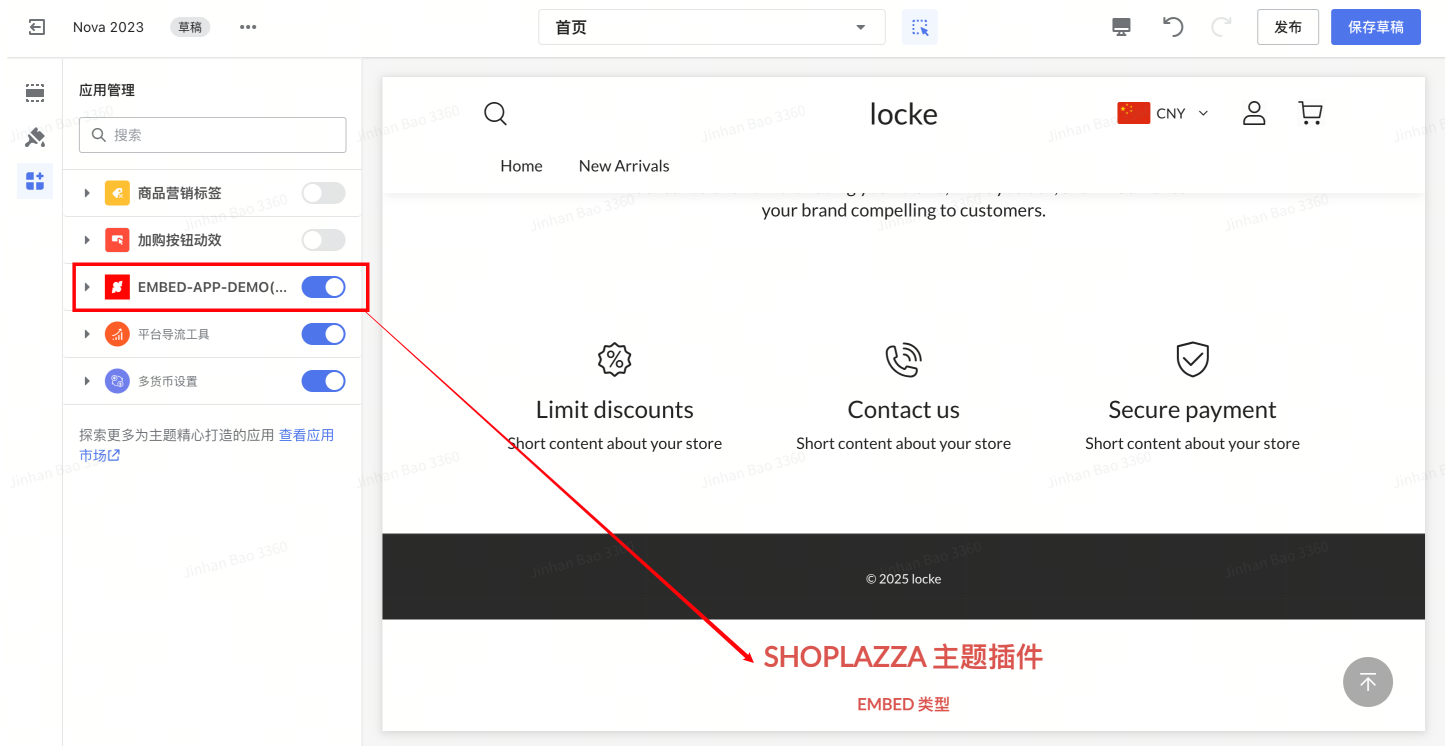 Nova 2023
草稿
首页
发布
保存草稿
应用管理
搜索
商品营销标签
加购按钮动效
EMBED-APP-DEMO(...
平台导流工具
多货币设置
探索更多为主题精心打造的应用 查看应用
市场
locke
CNY
Home
New Arrivals
your brand compelling to customers.
Limit discounts
Contact us
Secure payment
Short content about your store
Short content about your store
Short content about your store
© 2025 locke
SHOPLAZZA 主题插件
EMBED 类型
Jinhan Bao 3360